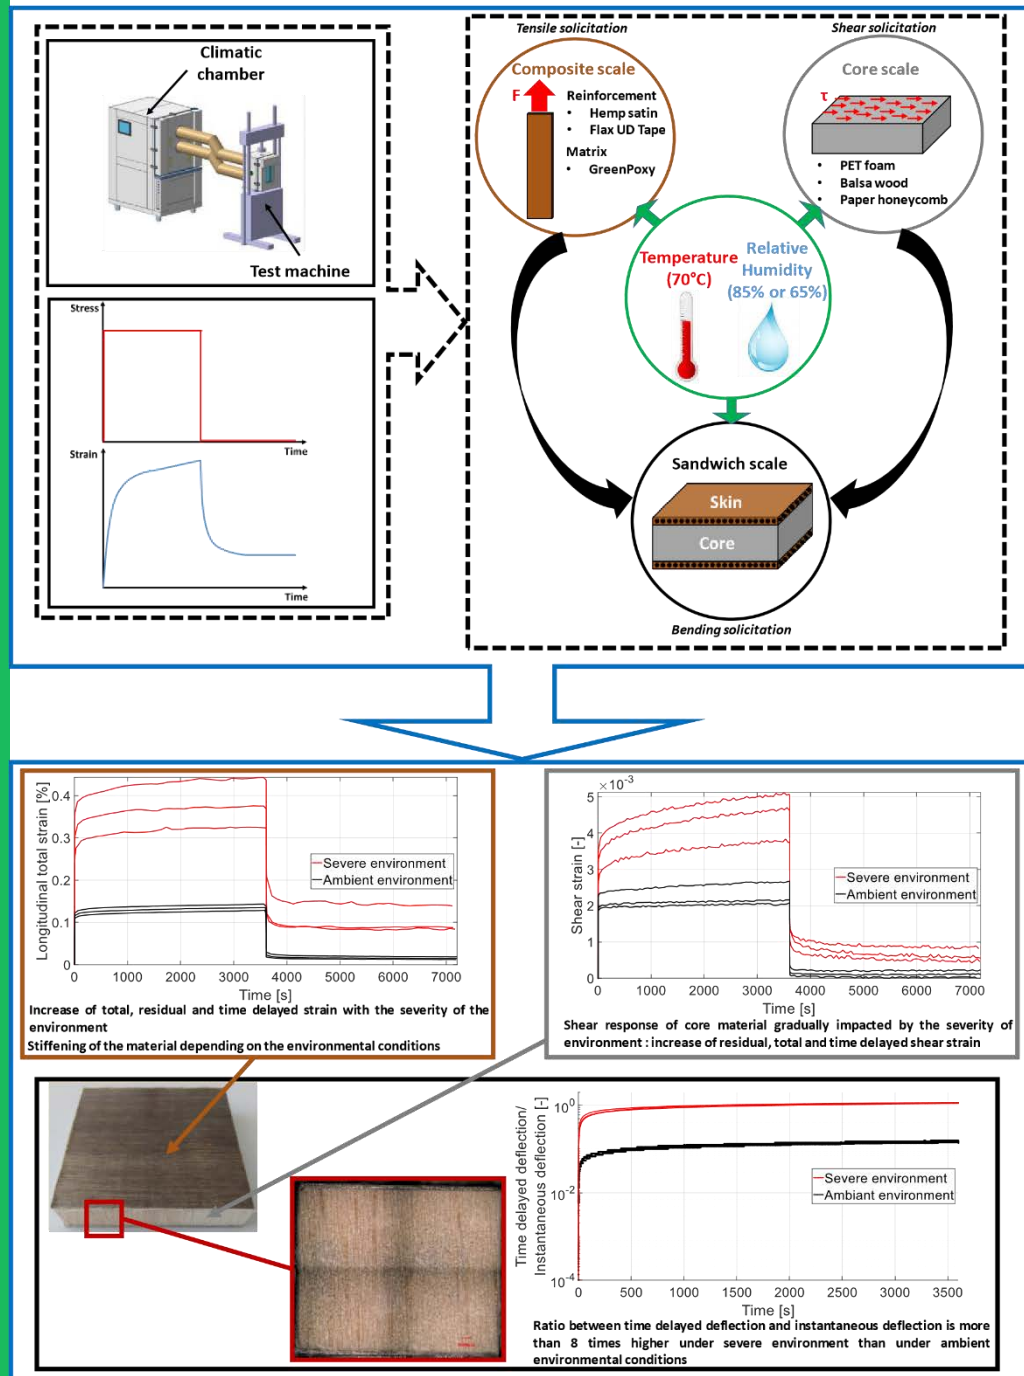 Climatic
chamber
Test machine
Stress
Time
Strain
Time
Tensile solicitation
Composite scale
F
Reinforcement
• Hemp satin
• Flax UD Tape
Matrix
• GreenPoxy
Shear solicitation
Core scale
τ
• PET foam
• Balsa wood
• Paper honeycomb
Temperature
(70°C)
Relative
Humidity
(85% or 65%)
Sandwich scale
Skin
Core
Bending solicitation
Longitudinal total strain [%]
0.4
0.3
0.2
0.1
0
Severe environment
Ambient environment
0 1000 2000 3000 4000 5000 6000 7000
Time [s]
Increase of total, residual and time delayed strain with the severity of the
environment
Stiffening of the material depending on the environmental conditions
×10⁻³
Shear strain [-]
5
4
3
2
1
0
Severe environment
Ambient environment
0 1000 2000 3000 4000 5000 6000 7000
Time [s]
Shear response of core material gradually impacted by the severity of
environment : increase of residual, total and time delayed shear strain
Time delayed deflection/
Instantaneous deflection [-]
10⁰
10⁻²
10⁻⁴
Severe environment
Ambiant environment
0 500 1000 1500 2000 2500 3000 3500
Time [s]
Ratio between time delayed deflection and instantaneous deflection is more
than 8 times higher under severe environment than under ambient
environmental conditions